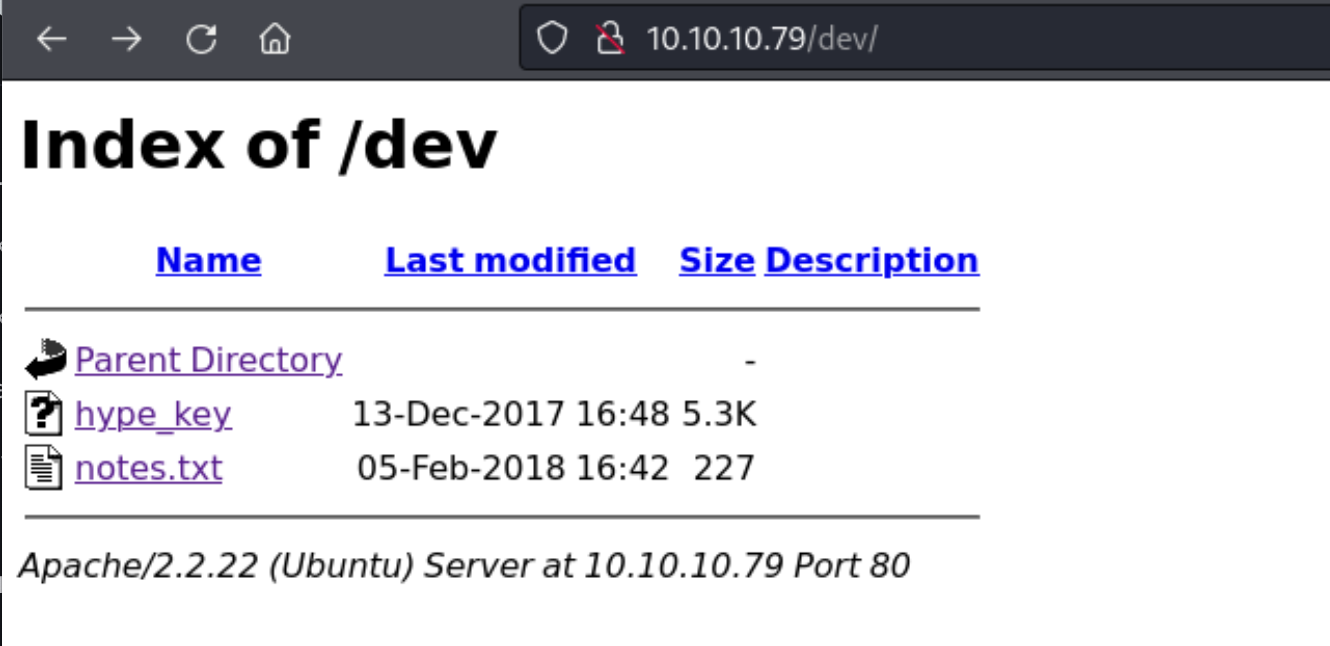 10.10.10.79/dev/
Index of /dev
Name Last modified Size Description
Parent Directory -
hype_key 13-Dec-2017 16:48 5.3K
notes.txt 05-Feb-2018 16:42 227
Apache/2.2.22 (Ubuntu) Server at 10.10.10.79 Port 80